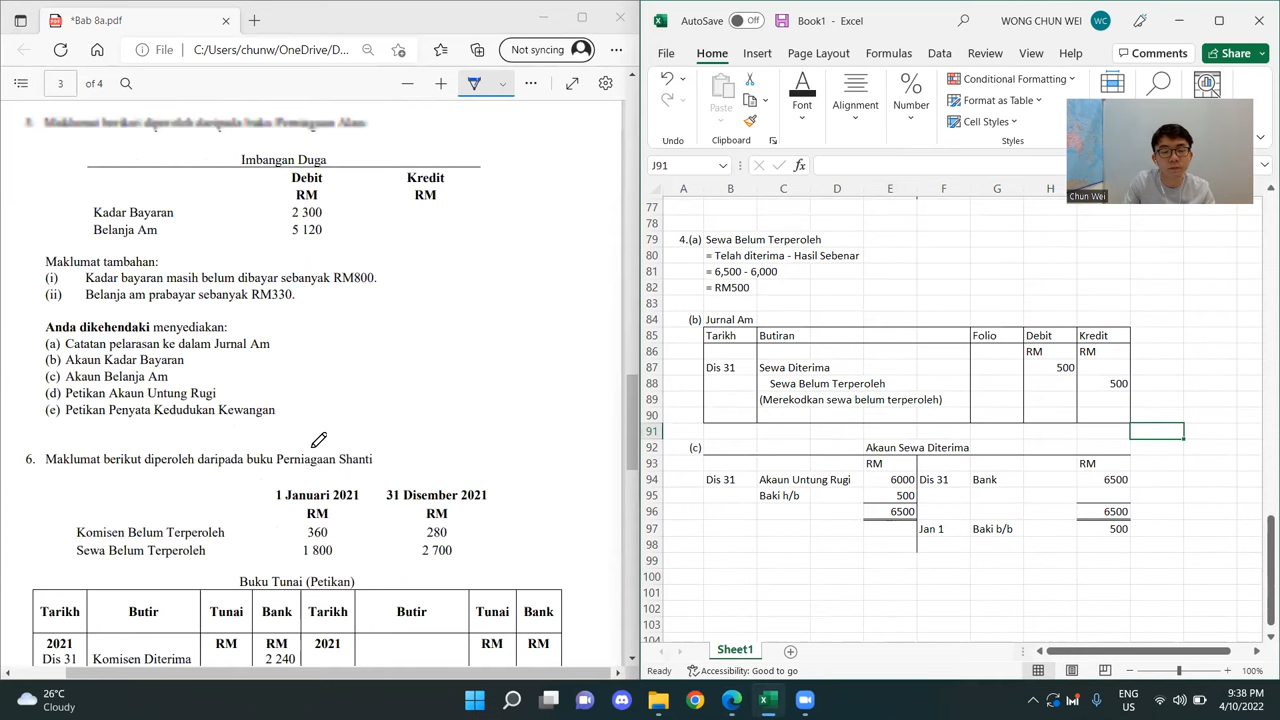 *Bab 8a.pdf
File
C:/Users/chunw/OneDrive/D...
Not syncing
3 of 4
5. Maklumat berikut diperoleh daripada buku Perniagaan Alan
Imbangan Duga
Debit Kredit
RM RM
Kadar Bayaran 2 300
Belanja Am 5 120
Maklumat tambahan:
(i) Kadar bayaran masih belum dibayar sebanyak RM800.
(ii) Belanja am prabayar sebanyak RM330.
Anda dikehendaki menyediakan:
(a) Catatan pelarasan ke dalam Jurnal Am
(b) Akaun Kadar Bayaran
(c) Akaun Belanja Am
(d) Petikan Akaun Untung Rugi
(e) Petikan Penyata Kedudukan Kewangan
6. Maklumat berikut diperoleh daripada buku Perniagaan Shanti
1 Januari 2021 31 Disember 2021
RM RM
Komisen Belum Terperoleh 360 280
Sewa Belum Terperoleh 1 800 2 700
Buku Tunai (Petikan)
Tarikh Butir Tunai Bank Tarikh Butir Tunai Bank
2021 RM RM 2021 RM RM
Dis 31 Komisen Diterima 2 240
AutoSave Off Book1 - Excel WONG CHUN WEI WC
File Home Insert Page Layout Formulas Data Review View Help Comments Share
Paste Font Alignment Number
Conditional Formatting
Format as Table
Cell Styles
Undo Clipboard Styles
Chun Wei
J91 fx
A B C D E F G H I
77
78
79 4.(a) Sewa Belum Terperoleh
80 = Telah diterima - Hasil Sebenar
81 = 6,500 - 6,000
82 = RM500
83
84 (b) Jurnal Am
85 Tarikh Butiran Folio Debit Kredit
86 RM RM
87 Dis 31 Sewa Diterima 500
88 Sewa Belum Terperoleh 500
89 (Merekodkan sewa belum terperoleh)
90
91
92 (c) Akaun Sewa Diterima
93 RM RM
94 Dis 31 Akaun Untung Rugi 6000 Dis 31 Bank 6500
95 Baki h/b 500
96 6500 6500
97 Jan 1 Baki b/b 500
98
99
100
101
102
103
104
Sheet1
Ready Accessibility: Good to go 100%
26°C
Cloudy
ENG
US
9:38 PM
4/10/2022